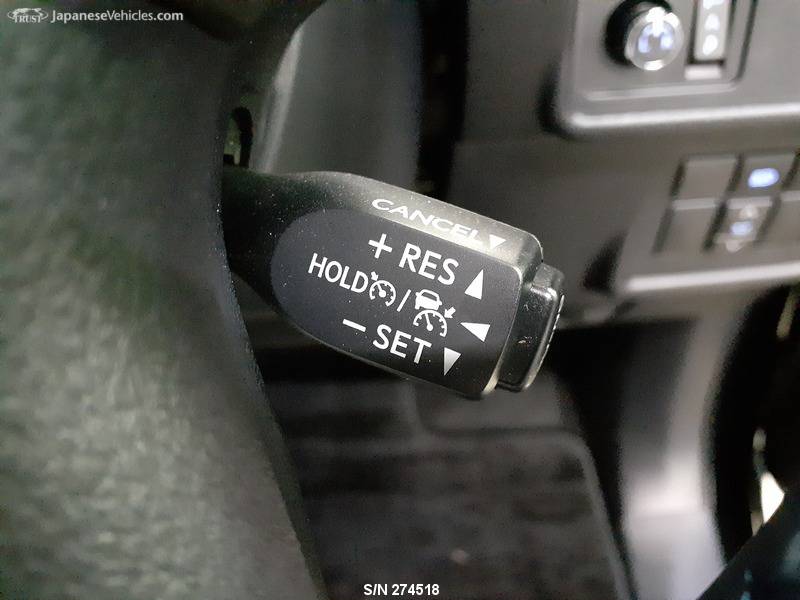 TRUST JapaneseVehicles.com
CANCEL
+ RES
HOLD /
- SET
S/N 274518